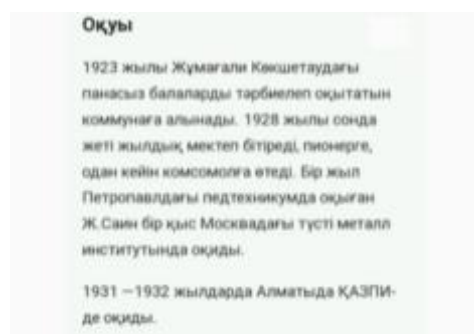 Оқуы
1923 жылы Жұмағали Көкшетаудағы
панасыз балаларды тәрбиелеп оқытатын
коммунаға алынады. 1928 жылы сонда
жеті жылдық мектеп бітіреді, пионерге,
одан кейін комсомолға өтеді. Бір жыл
Петропавлдағы педтехникумда оқыған
Ж.Саин бір қыс Москвадағы түсті металл
институтында оқиды.
1931 —1932 жылдарда Алматыда ҚАЗПИ-
де оқиды.